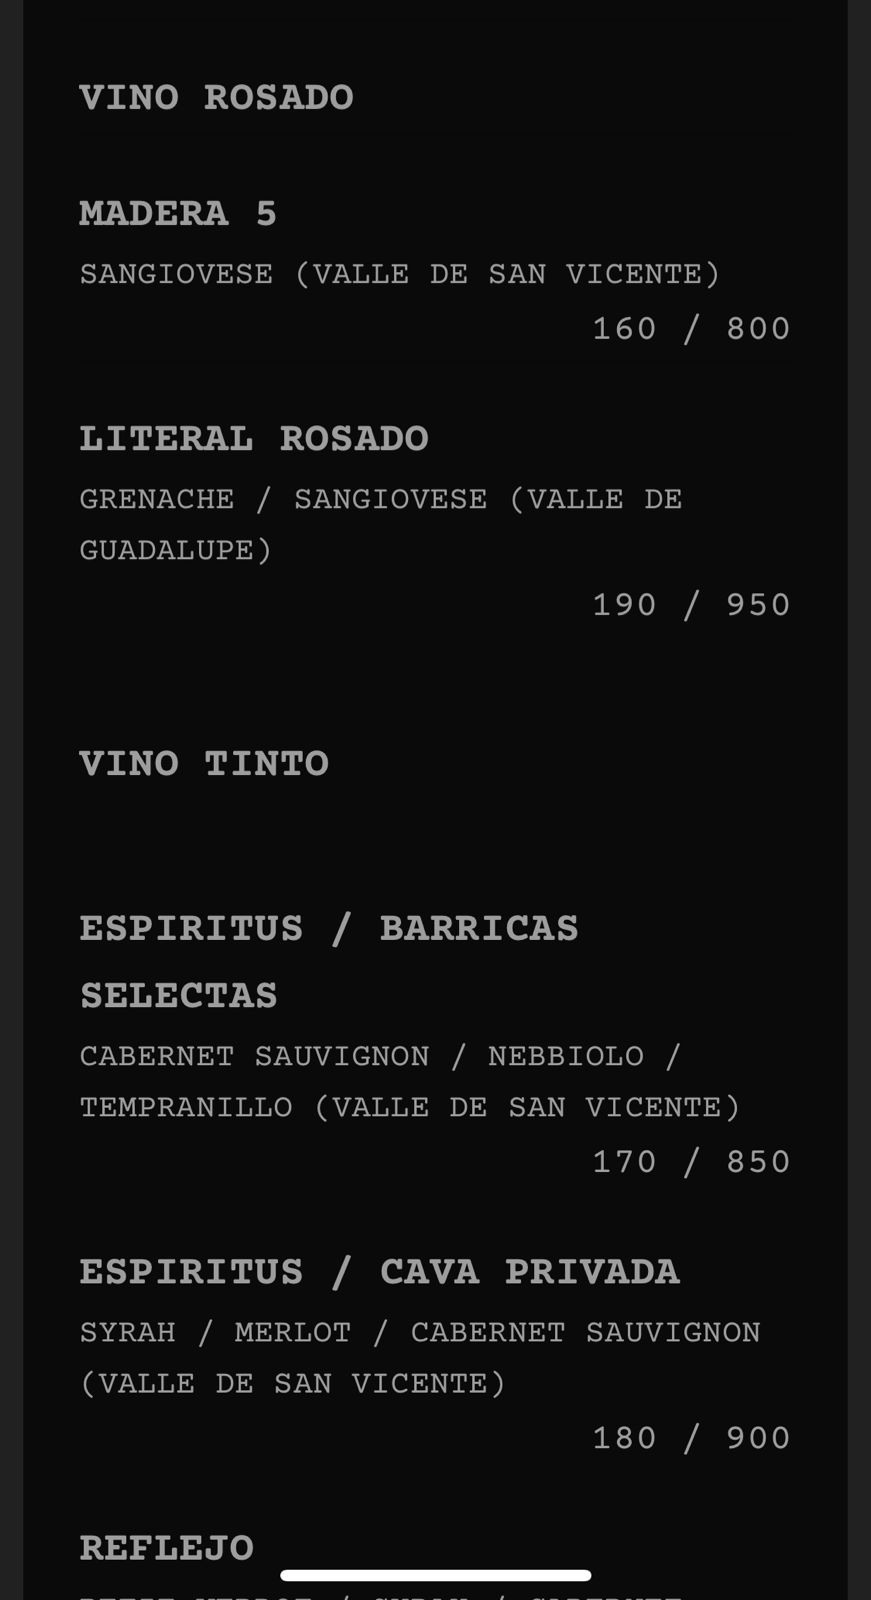 VINO ROSADO
MADERA 5
SANGIOVESE (VALLE DE SAN VICENTE)
160 / 800
LITERAL ROSADO
GRENACHE / SANGIOVESE (VALLE DE
GUADALUPE)
190 / 950
VINO TINTO
ESPIRITUS / BARRICAS
SELECTAS
CABERNET SAUVIGNON / NEBBIOLO /
TEMPRANILLO (VALLE DE SAN VICENTE)
170 / 850
ESPIRITUS / CAVA PRIVADA
SYRAH / MERLOT / CABERNET SAUVIGNON
(VALLE DE SAN VICENTE)
180 / 900
REFLEJO